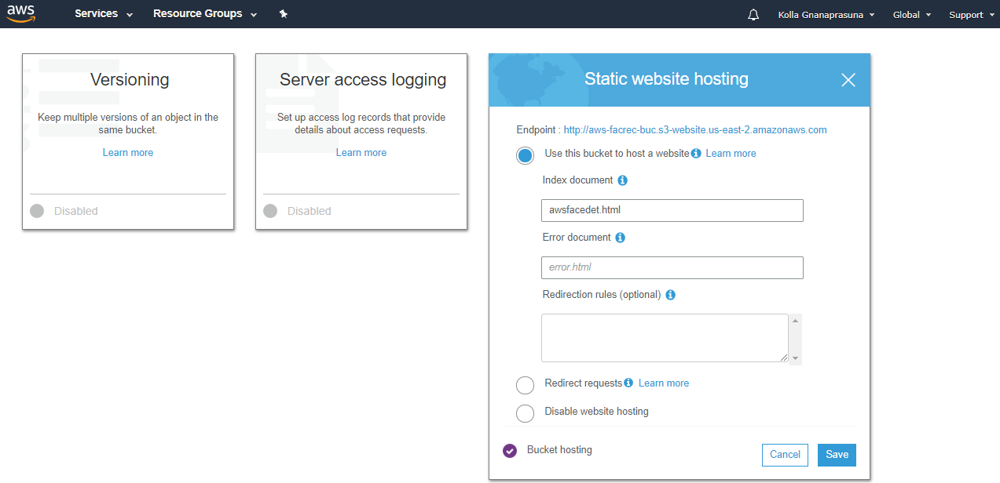 aws
Services
Resource Groups
Kolla Gnanaprasuna
Global
Support
Versioning
Keep multiple versions of an object in the
same bucket.
Learn more
Disabled
Server access logging
Set up access log records that provide
details about access requests.
Learn more
Disabled
Static website hosting
Endpoint : http://aws-facrec-buc.s3-website.us-east-2.amazonaws.com
Use this bucket to host a website Learn more
Index document
awsfacedet.html
Error document
error.html
Redirection rules (optional)
Redirect requests Learn more
Disable website hosting
Bucket hosting
Cancel
Save